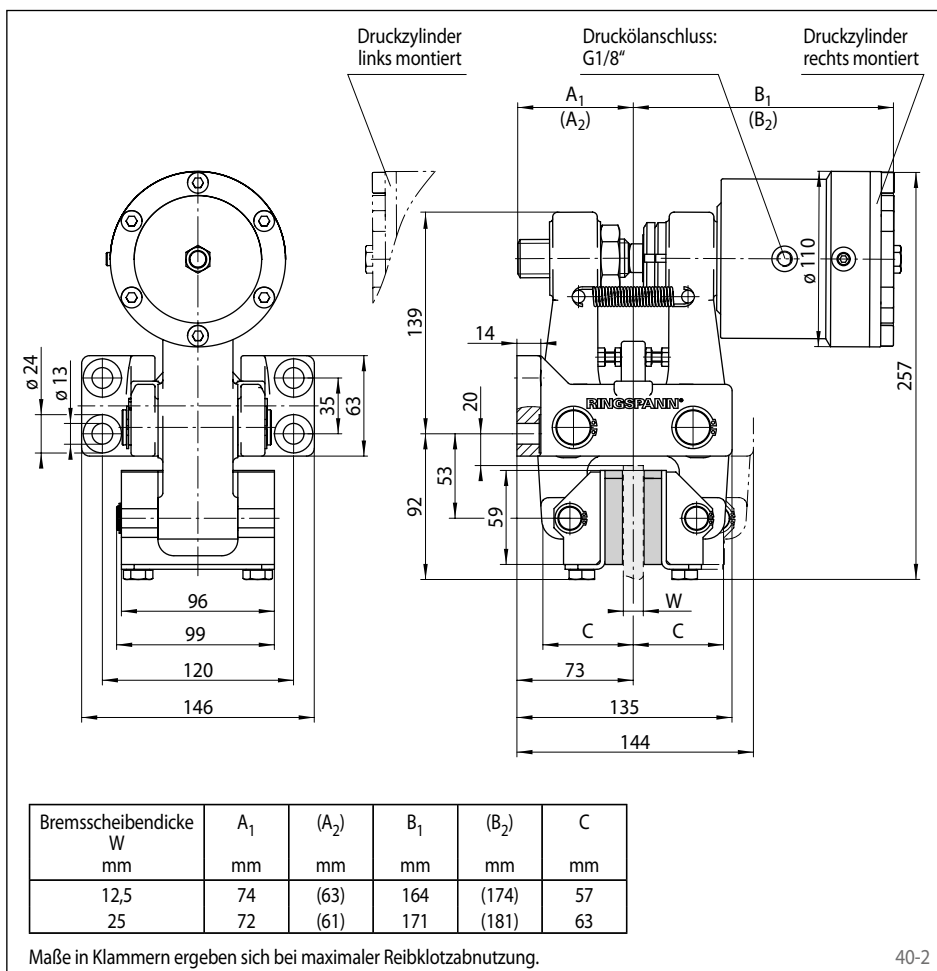 Druckzylinder
links montiert
Druckölanschluss:
G1/8“
Druckzylinder
rechts montiert
A1
(A2)
B1
(B2)
ø 110
139
14
257
ø 24
ø 13
35
63
20
RINGSPANN®
53
92
59
96
99
120
146
W
C
C
73
135
144
Bremsscheibendicke A1 (A2) B1 (B2) C
W
mm mm mm mm mm mm
12,5 74 (63) 164 (174) 57
25 72 (61) 171 (181) 63
Maße in Klammern ergeben sich bei maximaler Reibklotzabnutzung.
40-2